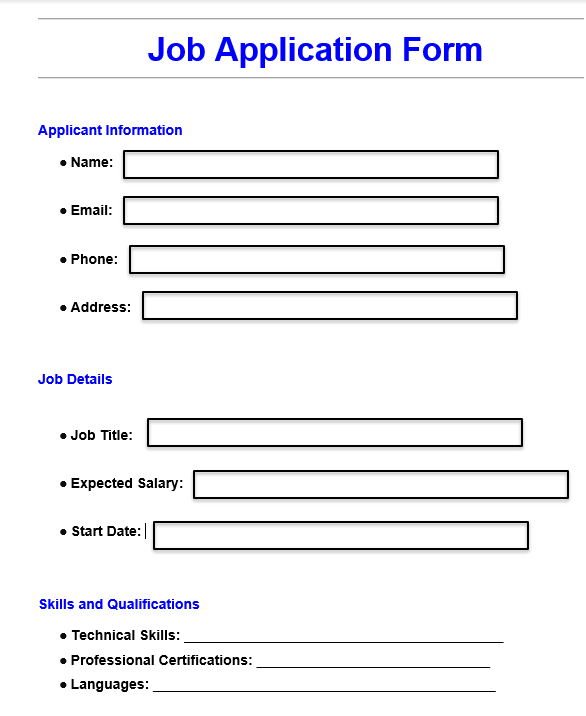 Job Application Form
Applicant Information
● Name:
● Email:
● Phone:
● Address:
Job Details
● Job Title:
● Expected Salary:
● Start Date:
Skills and Qualifications
● Technical Skills: ________________________________________
● Professional Certifications: _____________________________
● Languages: ___________________________________________